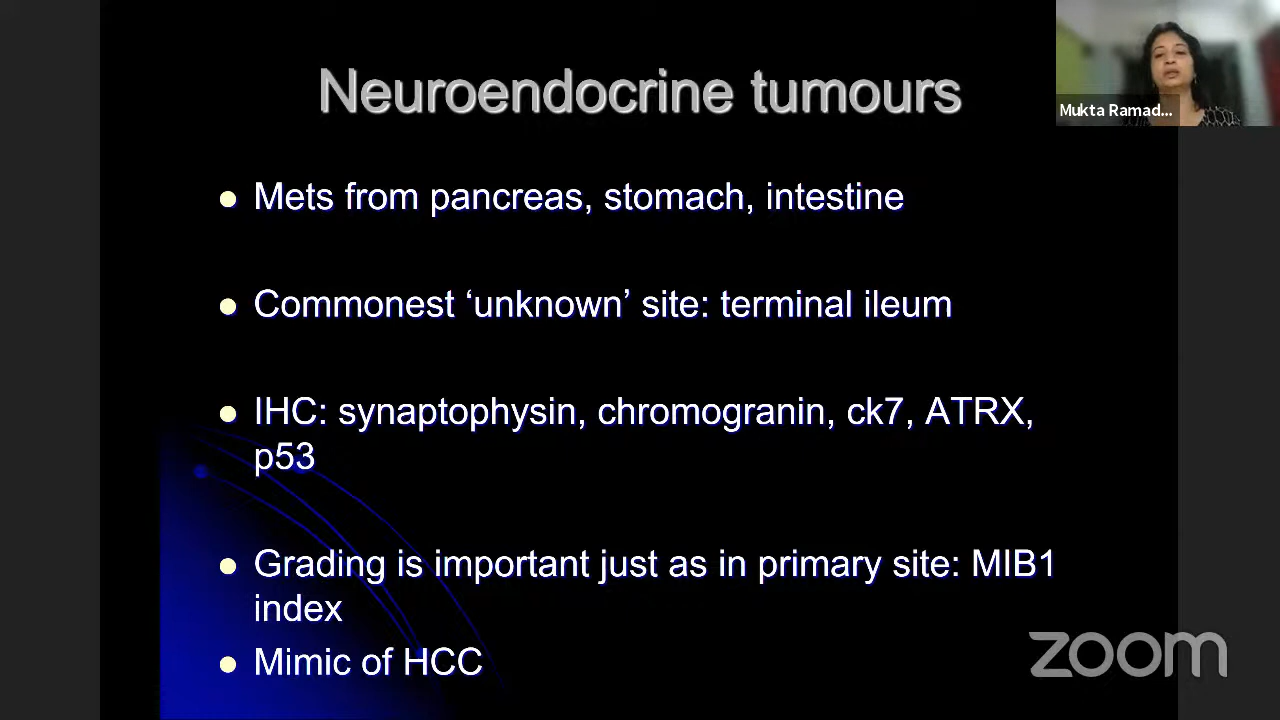 Neuroendocrine tumours
Mukta Ramad...
Mets from pancreas, stomach, intestine
Commonest ‘unknown’ site: terminal ileum
IHC: synaptophysin, chromogranin, ck7, ATRX,
p53
Grading is important just as in primary site: MIB1
index
Mimic of HCC
zoom